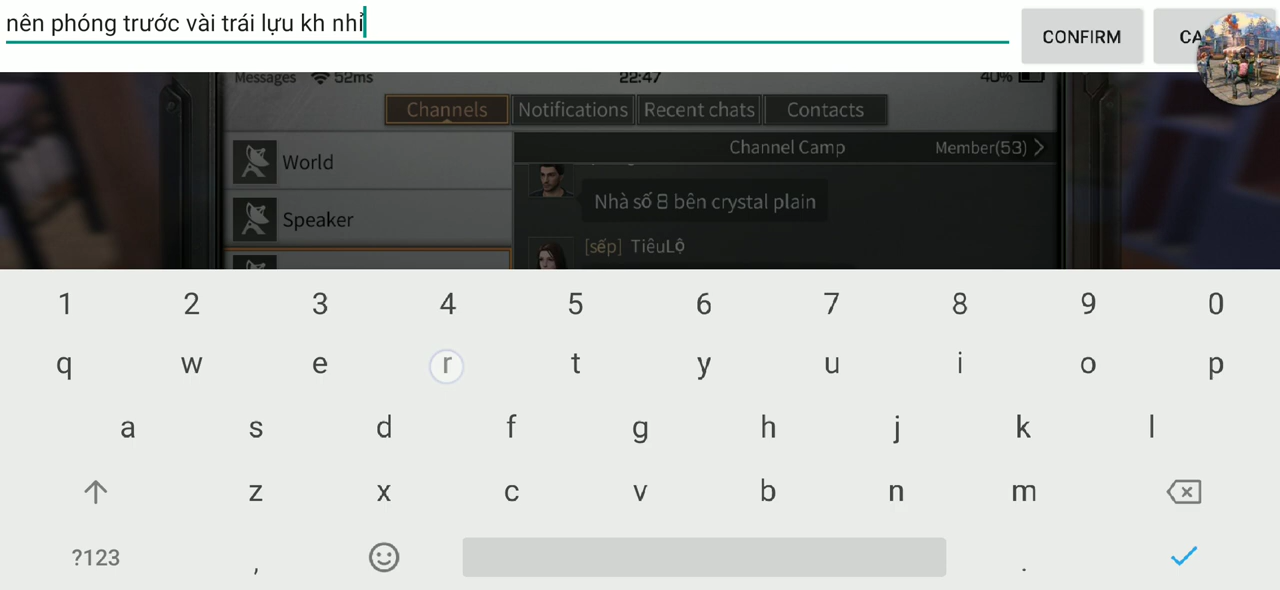 nên phóng trước vài trái lựu kh nhỉ
CONFIRM
CA
Messages 52ms 22:47 40%
Channels Notifications Recent chats Contacts
World
Channel Camp Member(53)
Nhà số 8 bên crystal plain
Speaker
[sếp] TiêuLộ
1 2 3 4 5 6 7 8 9 0
q w e r t y u i o p
a s d f g h j k l
z x c v b n m
?123 , .